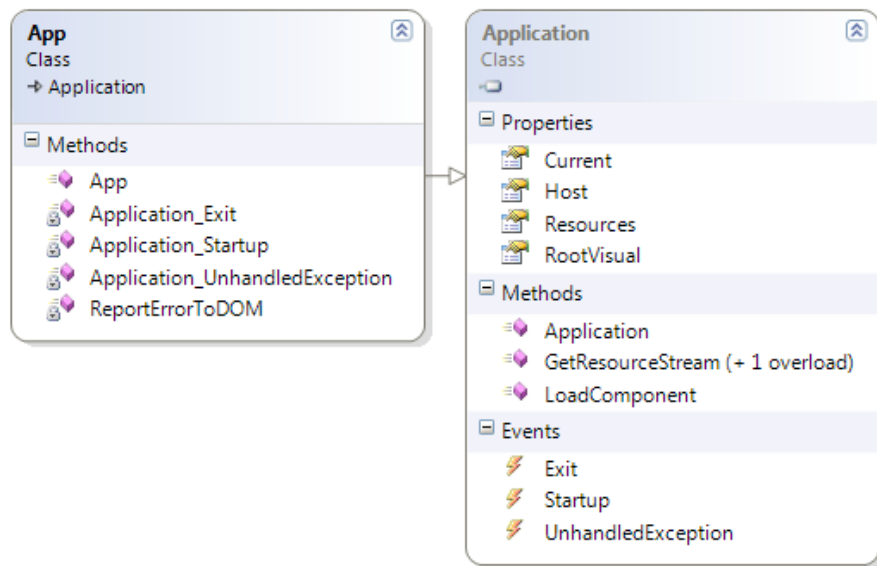 App
Class
Application
Methods
App
Application_Exit
Application_Startup
Application_UnhandledException
ReportErrorToDOM
Application
Class
Properties
Current
Host
Resources
RootVisual
Methods
Application
GetResourceStream (+ 1 overload)
LoadComponent
Events
Exit
Startup
UnhandledException